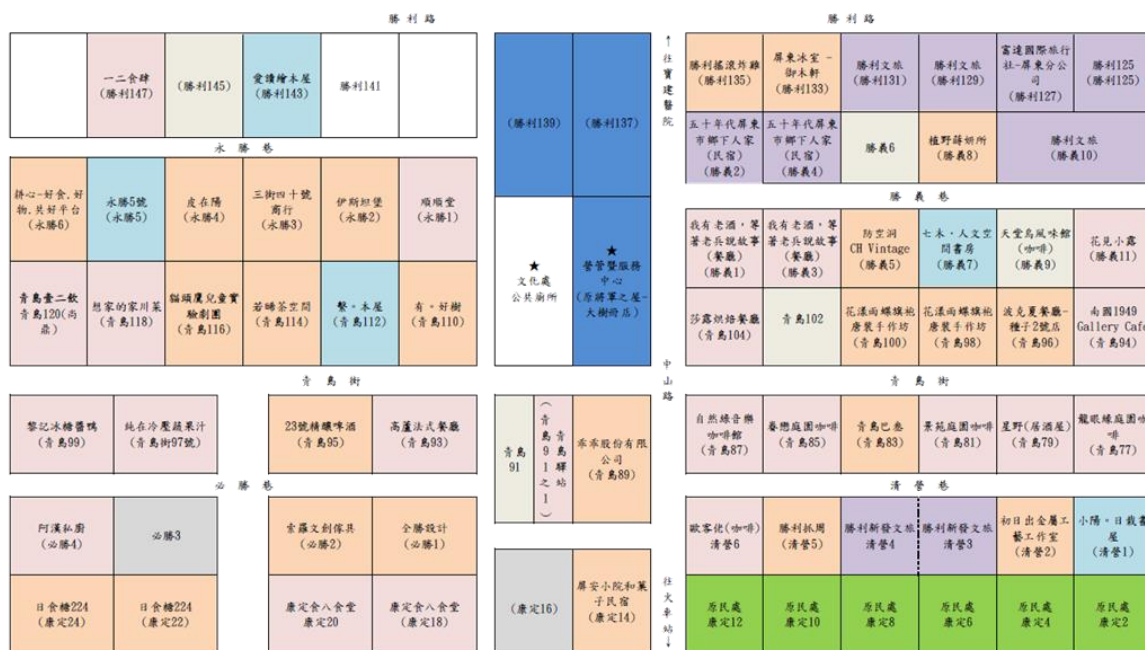 勝利路
勝利路
一二食肆
(勝利147)
(勝利145)
愛讀繪本屋
(勝利143)
勝利141
(勝利139)
(勝利137)
↑往寶建醫院
勝利搖滾炸雞
(勝利135)
屏東冰室-
御木軒
(勝利133)
勝利文旅
(勝利131)
勝利文旅
(勝利129)
富達國際旅行
社-屏東分公
司
(勝利127)
勝利125
(勝利125)
五十年代屏東
市鄉下人家
(民宿)
(勝義2)
五十年代屏東
市鄉下人家
(民宿)
(勝義4)
勝義6
植野蒔妍所
(勝義8)
勝利文旅
(勝義10)
永勝巷
勝義巷
耕心-好食.好
物.共好平台
(永勝6)
永勝5號
(永勝5)
皮在陽
(永勝4)
三街四十號
商行
(永勝3)
伊斯坦堡
(永勝2)
順順堂
(永勝1)
★
文化處
公共廁所
★
營管暨服務
中心
(原將軍之屋-
大樹冊店)
我有老酒,等
著老兵說故事
(餐廳)
(勝義1)
我有老酒,等
著老兵說故事
(餐廳)
(勝義3)
防空洞
CH Vintage
(勝義5)
七木・人文空
間書房
(勝義7)
天堂鳥風味館
(咖啡)
(勝義9)
花見小露
(勝義11)
青島壹二飲
青島120(尚
鼎)
想家的家川菜
(青島118)
貓頭鷹兒童實
驗劇團
(青島116)
若晞茶空間
(青島114)
繫。本屋
(青島112)
有。好樹
(青島110)
莎露烘焙餐廳
(青島104)
青島102
花漾雨蝶旗袍
唐裝手作坊
(青島100)
花漾雨蝶旗袍
唐裝手作坊
(青島98)
波克夏餐廳-
種子2號店
(青島96)
南國1949
Gallery Cafe
(青島94)
青島街
中山路
青島街
黎記冰糖醬鴨
(青島99)
純在冷壓蔬果汁
(青島街97號)
23號精釀啤酒
(青島95)
高蘆法式餐廳
(青島93)
青島
91
青島驛站
(青島91之1)
乖乖股份有限
公司
(青島89)
自然綠音樂
咖啡館
(青島87)
眷戀庭園咖啡
(青島85)
青島巴叁
(青島83)
景苑庭園咖啡
(青島81)
星野(居酒屋)
(青島79)
龍眼綠庭園咖
啡
(青島77)
必勝巷
清營巷
阿漢私廚
(必勝4)
必勝3
索羅文創傢具
(必勝2)
全勝設計
(必勝1)
歐客佬(咖啡)
清營6
勝利抓周
(清營5)
勝利新發文旅
清營4
勝利新發文旅
清營3
初日出金屬工
藝工作室
(清營2)
小陽。日栽書
屋
(清營1)
日食糖224
(康定24)
日食糖224
(康定22)
康定食八食堂
康定20
康定食八食堂
(康定18)
(康定16)
屏安小院和菓
子民宿
(康定14)
往火車站↓
原民處
康定12
原民處
康定10
原民處
康定8
原民處
康定6
原民處
康定4
原民處
康定2